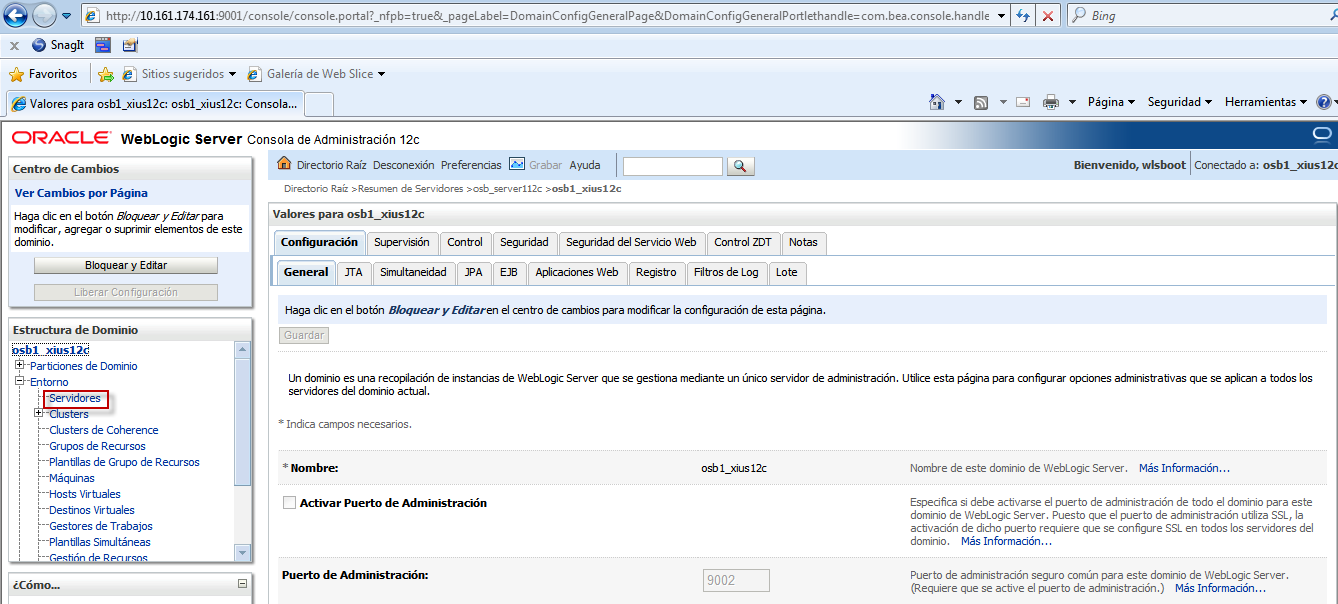 http://10.161.174.161:9001/console/console.portal?_nfpb=true&_pageLabel=DomainConfigGeneralPage&DomainConfigGeneralPortlethandle=com.bea.console.handle
Bing
x SnagIt
Favoritos Sitios sugeridos Galería de Web Slice
Valores para osb1_xius12c: osb1_xius12c: Consola...
Página Seguridad Herramientas
ORACLE WebLogic Server Consola de Administración 12c
Centro de Cambios
Ver Cambios por Página
Haga clic en el botón Bloquear y Editar para
modificar, agregar o suprimir elementos de este
dominio.
Bloquear y Editar
Liberar Configuración
Estructura de Dominio
osb1_xius12c
Particiones de Dominio
Entorno
Servidores
Clusters
Clusters de Coherence
Grupos de Recursos
Plantillas de Grupo de Recursos
Máquinas
Hosts Virtuales
Destinos Virtuales
Gestores de Trabajos
Plantillas Simultáneas
Gestión de Recursos
¿Cómo...
Directorio Raíz Desconexión Preferencias Grabar Ayuda
Bienvenido, wlsboot Conectado a: osb1_xius12c
Directorio Raíz >Resumen de Servidores >osb_server112c >osb1_xius12c
Valores para osb1_xius12c
Configuración Supervisión Control Seguridad Seguridad del Servicio Web Control ZDT Notas
General JTA Simultaneidad JPA EJB Aplicaciones Web Registro Filtros de Log Lote
Haga clic en el botón Bloquear y Editar en el centro de cambios para modificar la configuración de esta página.
Guardar
Un dominio es una recopilación de instancias de WebLogic Server que se gestiona mediante un único servidor de administración. Utilice esta página para configurar opciones administrativas que se aplican a todos los
servidores del dominio actual.
* Indica campos necesarios.
* Nombre: osb1_xius12c Nombre de este dominio de WebLogic Server. Más Información...
Activar Puerto de Administración
Especifica si debe activarse el puerto de administración de todo el dominio para este
dominio de WebLogic Server. Puesto que el puerto de administración utiliza SSL, la
activación de dicho puerto requiere que se configure SSL en todos los servidores del
dominio. Más Información...
Puerto de Administración: 9002
Puerto de administración seguro común para este dominio de WebLogic Server.
(Requiere que se active el puerto de administración.) Más Información...